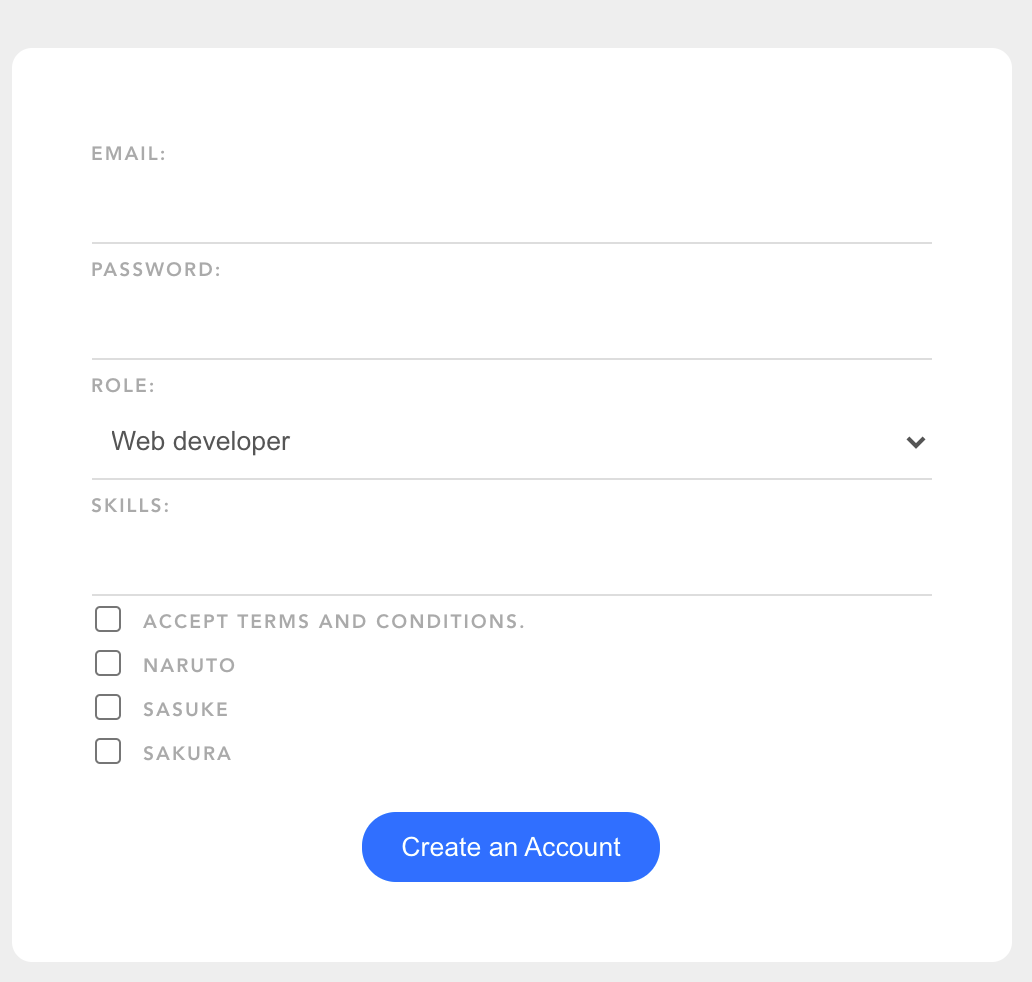 EMAIL:
PASSWORD:
ROLE:
Web developer
SKILLS:
ACCEPT TERMS AND CONDITIONS.
NARUTO
SASUKE
SAKURA
Create an Account